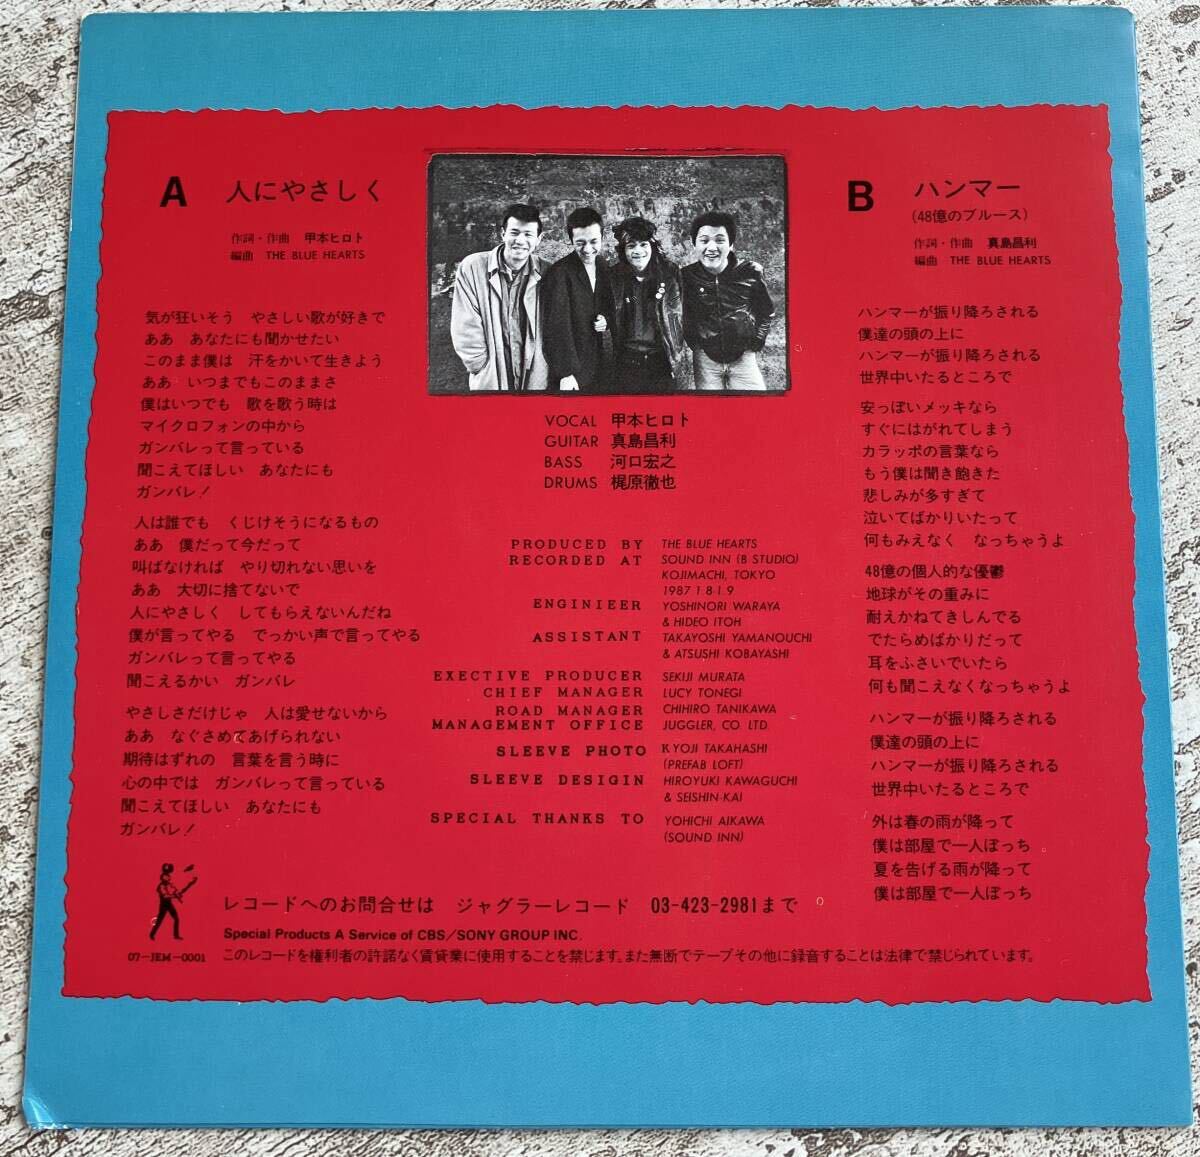 A 人にやさしく
作詞・作曲 甲本ヒロト
編曲 THE BLUE HEARTS
気が狂いそう やさしい歌が好きで
ああ あなたにも聞かせたい
このまま僕は 汗をかいて生きよう
ああ いつまでもこのままさ
僕はいつでも 歌を歌う時は
マイクロフォンの中から
ガンバレって言っている
聞こえてほしい あなたにも
ガンバレ！
人は誰でも くじけそうになるもの
ああ 僕だって今だって
叫ばなければ やり切れない思いを
ああ 大切に捨てないで
人にやさしく してもらえないんだね
僕が言ってやる でっかい声で言ってやる
ガンバレって言ってやる
聞こえるかい ガンバレ
やさしさだけじゃ 人は愛せないから
ああ なぐさめてあげられない
期待はずれの 言葉を言う時に
心の中では ガンバレって言っている
聞こえてほしい あなたにも
ガンバレ！
VOCAL 甲本ヒロト
GUITAR 真島昌利
BASS 河口宏之
DRUMS 梶原徹也
PRODUCED BY THE BLUE HEARTS
RECORDED AT SOUND INN (B STUDIO)
KOJIMACHI, TOKYO
1987 1.8-1.9
ENGINIEER YOSHINORI WARAYA
& HIDEO ITOH
ASSISTANT TAKAYOSHI YAMANOUCHI
& ATSUSHI KOBAYASHI
EXECTIVE PRODUCER SEKIJI MURATA
CHIEF MANAGER LUCY TONEGI
ROAD MANAGER CHIHIRO TANIKAWA
MANAGEMENT OFFICE JUGGLER, CO LTD
SLEEVE PHOTO KYOJI TAKAHASHI
(PREFAB LOFT)
SLEEVE DESIGIN HIROYUKI KAWAGUCHI
& SEISHIN-KAI
SPECIAL THANKS TO YOHICHI AIKAWA
(SOUND INN)
B ハンマー
(48億のブルース)
作詞・作曲 真島昌利
編曲 THE BLUE HEARTS
ハンマーが振り降ろされる
僕達の頭の上に
ハンマーが振り降ろされる
世界中いたるところで
安っぽいメッキなら
すぐにはがれてしまう
カラッポの言葉なら
もう僕は聞き飽きた
悲しみが多すぎて
泣いてばかりいたって
何もみえなく なっちゃうよ
48億の個人的な憂鬱
地球がその重みに
耐えかねてきしんでる
でたらめばかりだって
耳をふさいでいたら
何も聞こえなくなっちゃうよ
ハンマーが振り降ろされる
僕達の頭の上に
ハンマーが振り降ろされる
世界中いたるところで
外は春の雨が降って
僕は部屋で一人ぼっち
夏を告げる雨が降って
僕は部屋で一人ぼっち
レコードへのお問合せは ジャグラーレコード 03-423-2981まで
Special Products A Service of CBS/SONY GROUP INC.
07-JEM-0001 このレコードを権利者の許諾なく賃貸業に使用することを禁じます。また無断でテープその他に録音することは法律で禁じられています。